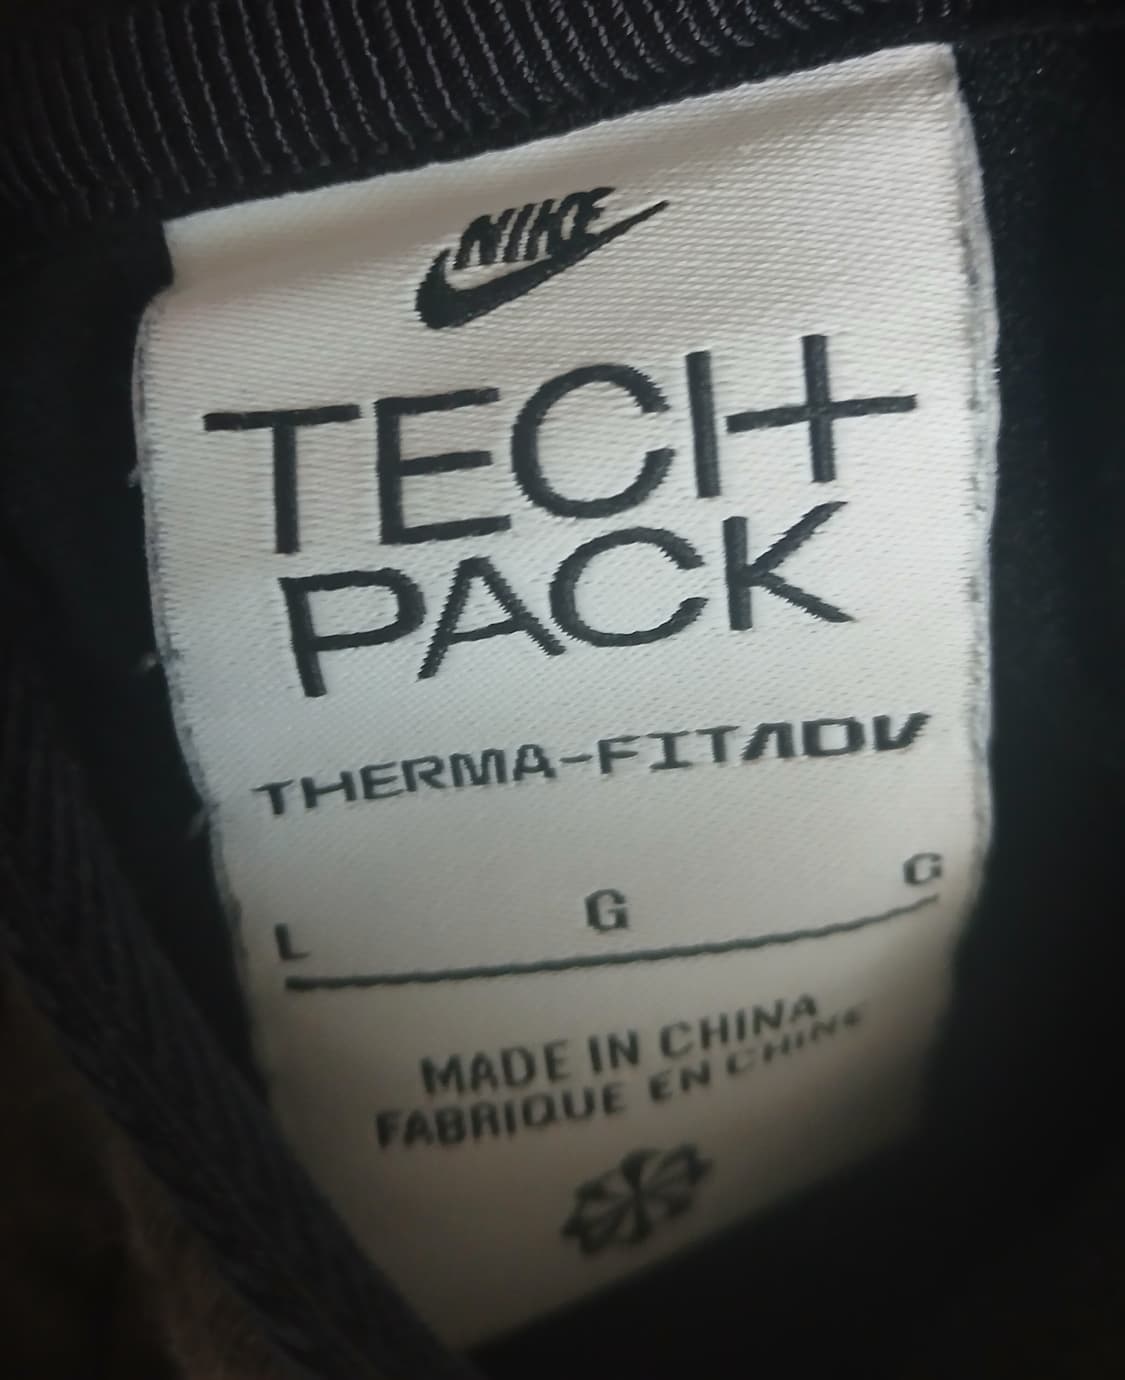 NIKE
TECH
PACK
THERMA-FITADV
L G G
MADE IN CHINA
FABRIQUE EN CHINE